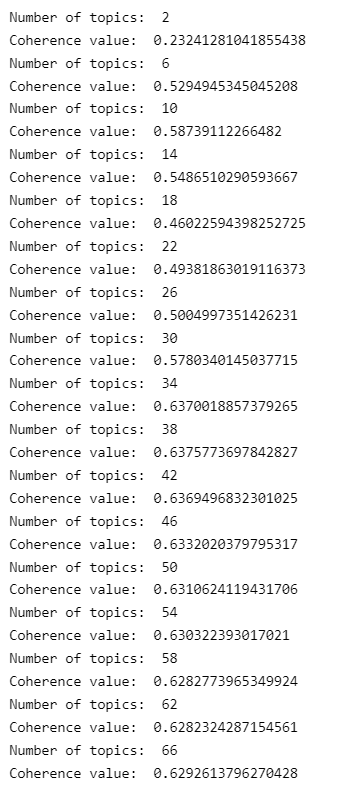 Number of topics:  2
Coherence value:  0.23241281041855438
Number of topics:  6
Coherence value:  0.5294945345045208
Number of topics:  10
Coherence value:  0.58739112266482
Number of topics:  14
Coherence value:  0.5486510290593667
Number of topics:  18
Coherence value:  0.46022594398252725
Number of topics:  22
Coherence value:  0.49381863019116373
Number of topics:  26
Coherence value:  0.5004997351426231
Number of topics:  30
Coherence value:  0.5780340145037715
Number of topics:  34
Coherence value:  0.6370018857379265
Number of topics:  38
Coherence value:  0.6375773697842827
Number of topics:  42
Coherence value:  0.6369496832301025
Number of topics:  46
Coherence value:  0.6332020379795317
Number of topics:  50
Coherence value:  0.6310624119431706
Number of topics:  54
Coherence value:  0.630322393017021
Number of topics:  58
Coherence value:  0.6282773965349924
Number of topics:  62
Coherence value:  0.6282324287154561
Number of topics:  66
Coherence value:  0.6292613796270428